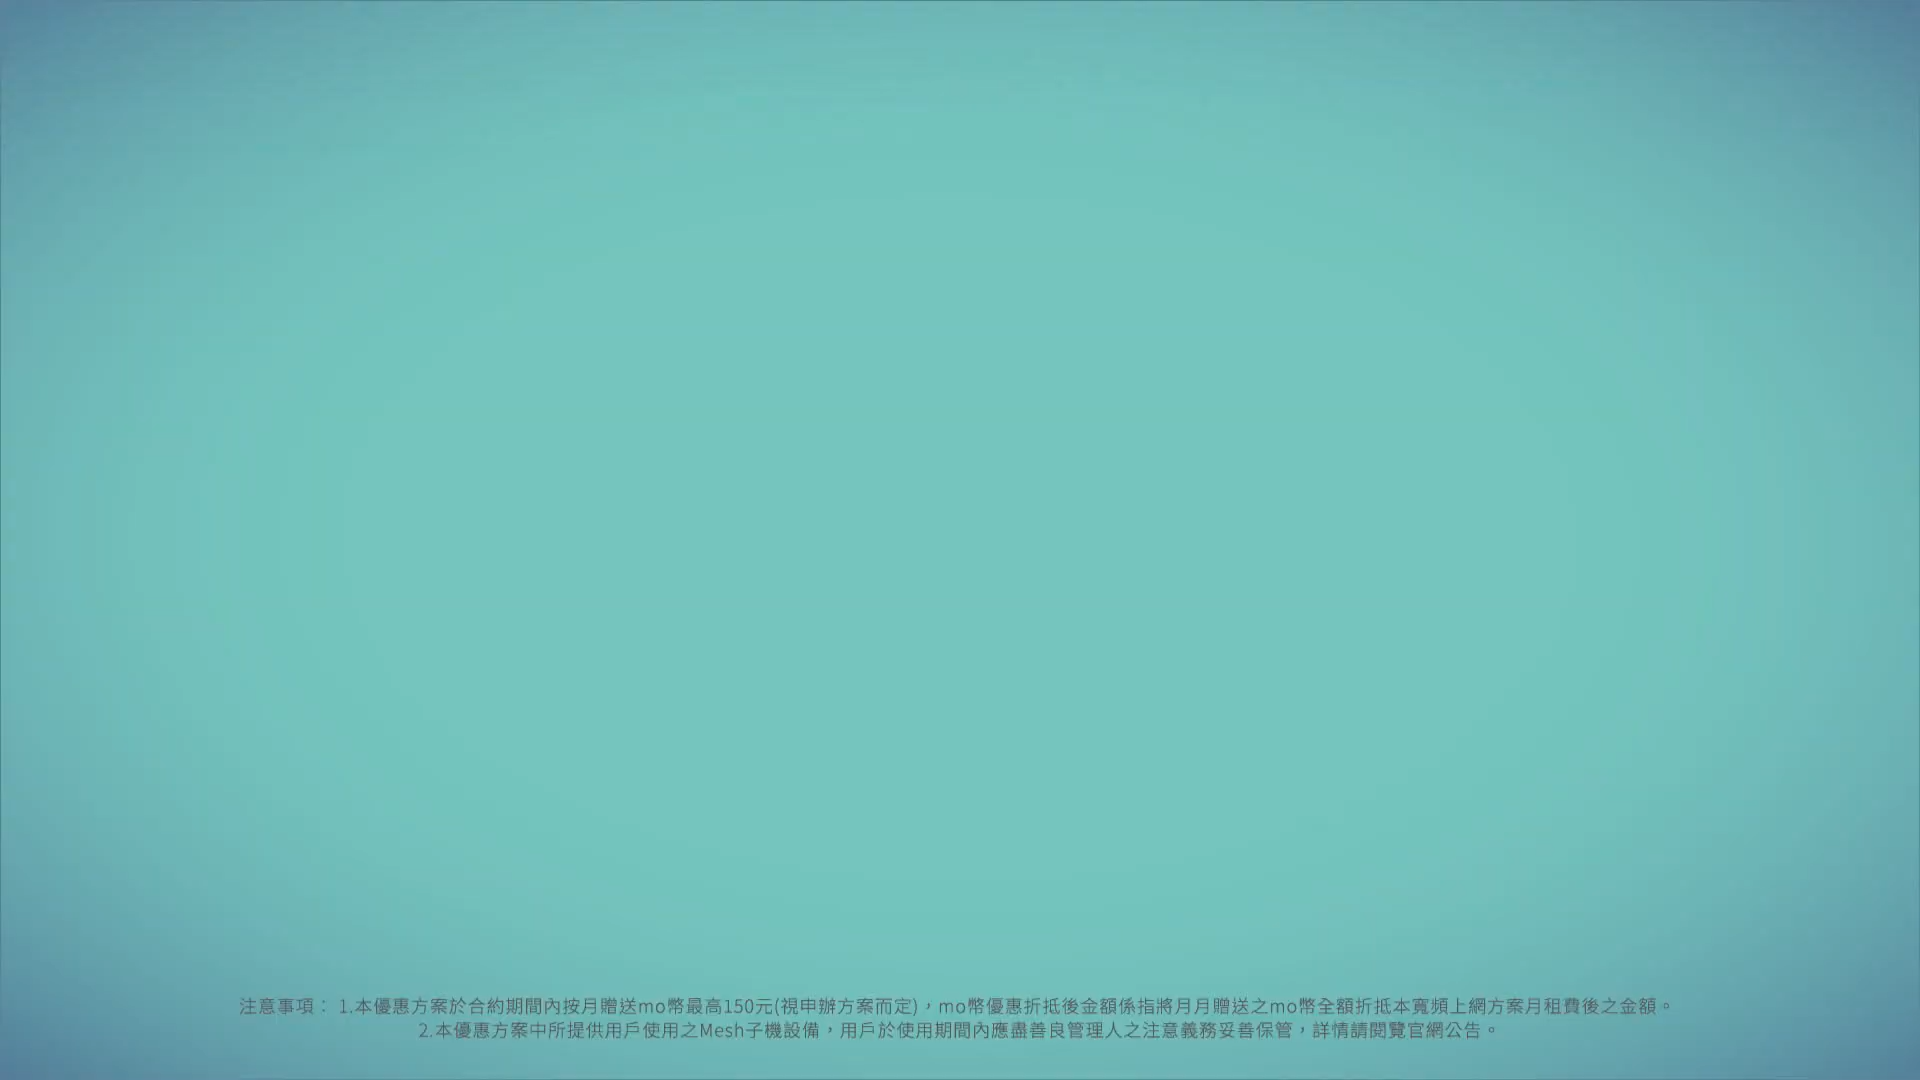 注意事項： 1.本優惠方案於合約期間內按月贈送mo幣最高150元(視申辦方案而定)，mo幣優惠折抵後金額係指將月月贈送之mo幣全額折抵本寬頻上網方案月租費後之金額。
2.本優惠方案中所提供用戶使用之Mesh子機設備，用戶於使用期間內應盡善良管理人之注意義務妥善保管，詳情請閱覽官網公告。